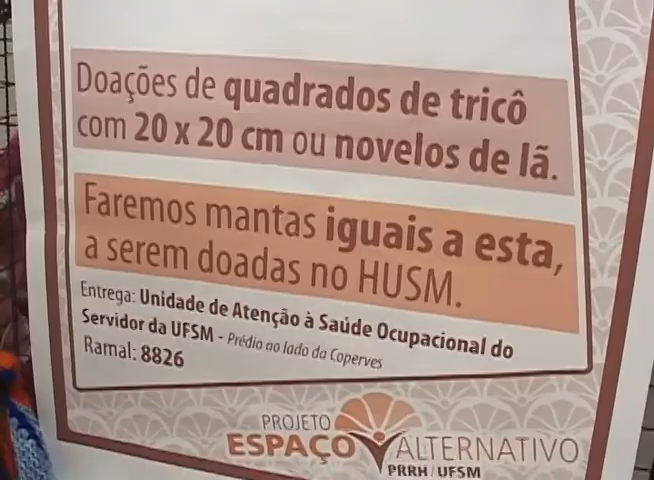 Doações de quadrados de tricô
com 20 x 20 cm ou novelos de lã.
Faremos mantas iguais a esta,
a serem doadas no HUSM.
Entrega: Unidade de Atenção à Saúde Ocupacional do
Servidor da UFSM - Prédio ao lado da Coperves
Ramal: 8826
PROJETO
ESPAÇO ALTERNATIVO
PRRH / UFSM